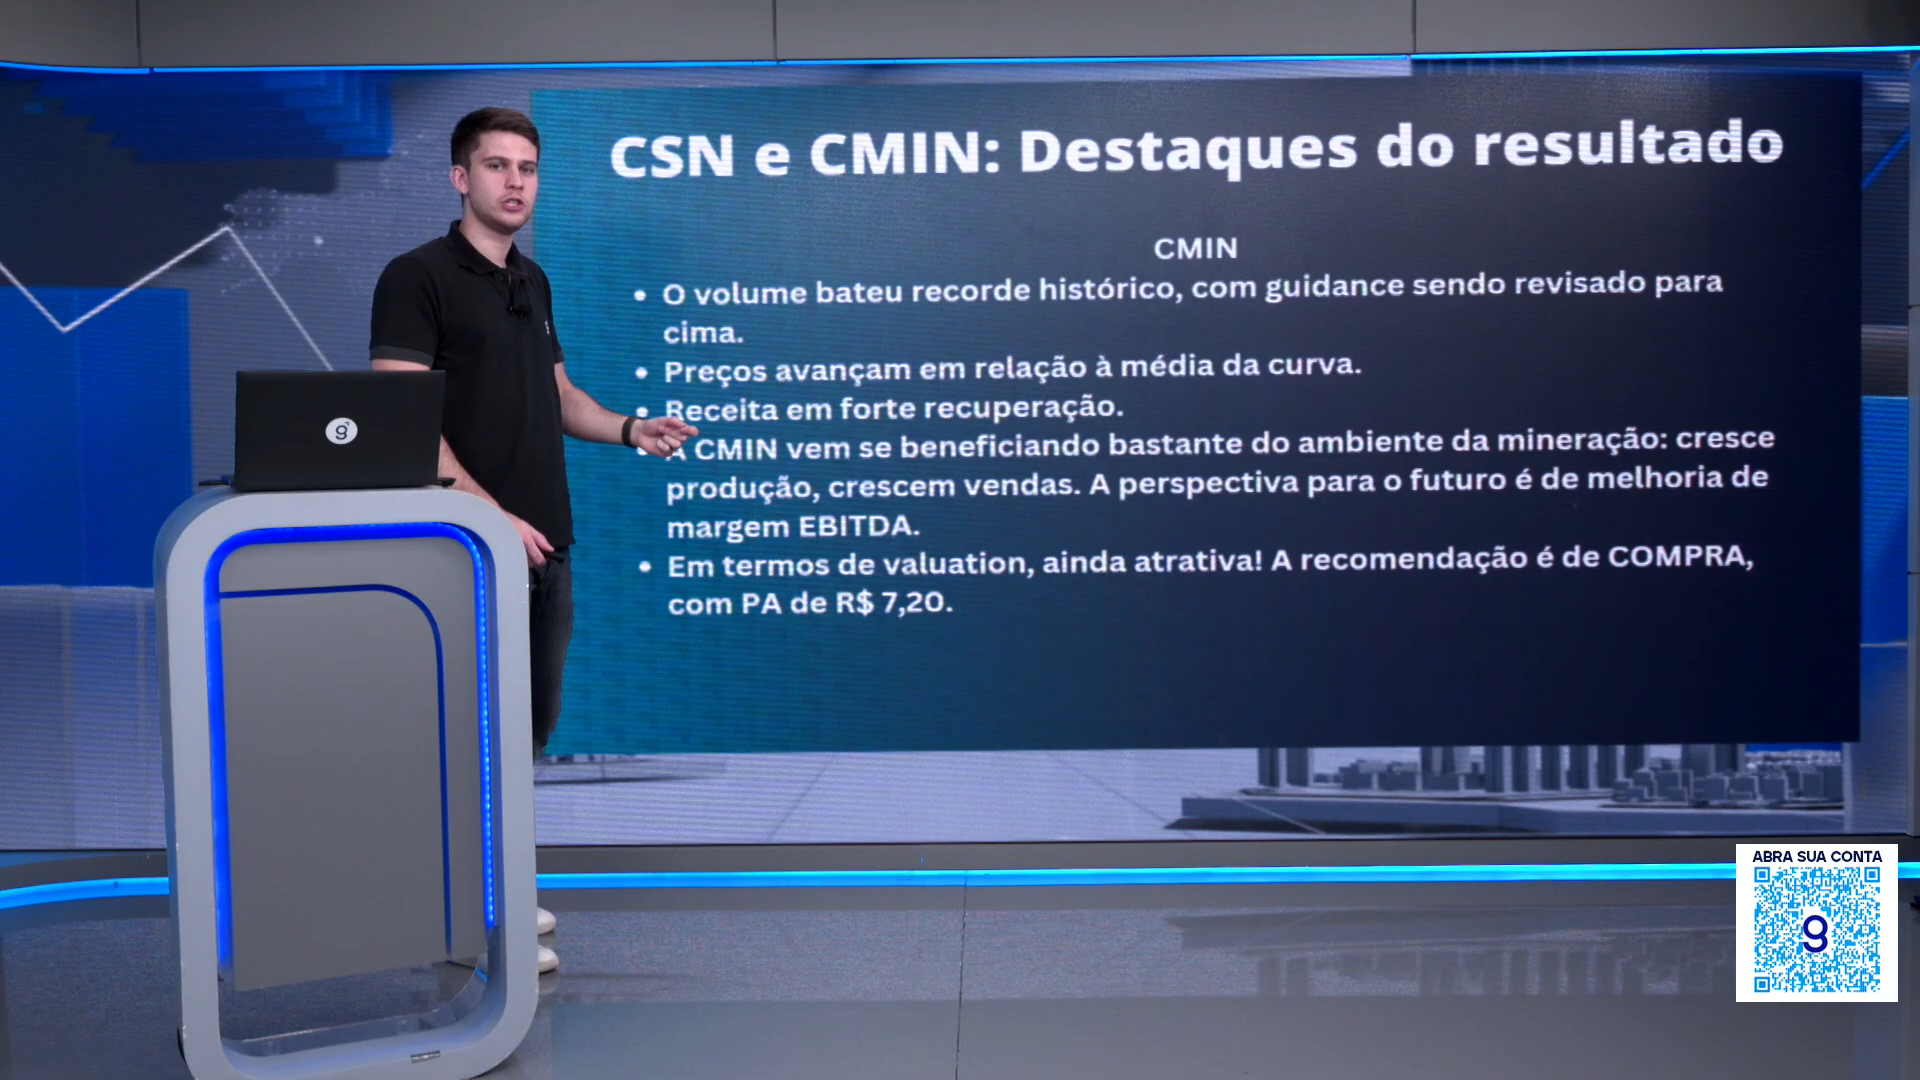 CSN e CMIN: Destaques do resultado
CMIN
• O volume bateu recorde histórico, com guidance sendo revisado para
cima.
• Preços avançam em relação à média da curva.
• Receita em forte recuperação.
• A CMIN vem se beneficiando bastante do ambiente da mineração: cresce
produção, crescem vendas. A perspectiva para o futuro é de melhoria de
margem EBITDA.
• Em termos de valuation, ainda atrativa! A recomendação é de COMPRA,
com PA de R$ 7,20.
g
ABRA SUA CONTA
g